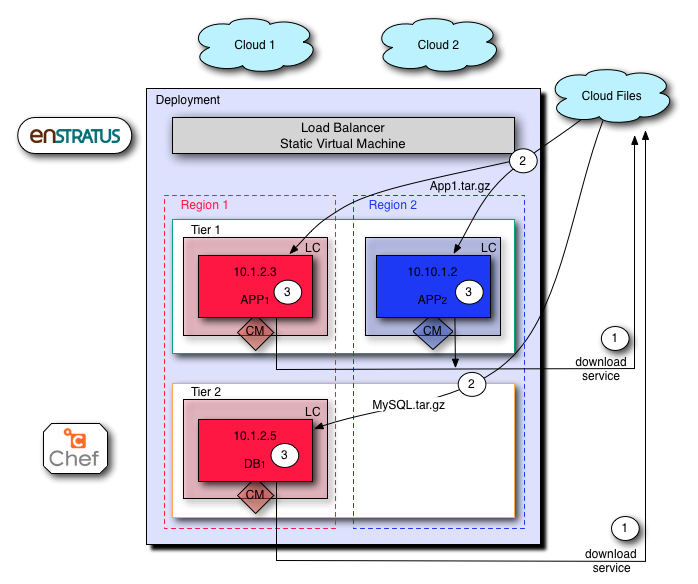 Cloud 1
Cloud 2
Cloud Files
Deployment
enSTRATUS
Load Balancer
Static Virtual Machine
2
App1.tar.gz
Region 1
Region 2
Tier 1
LC
LC
10.1.2.3
10.10.1.2
3
3
APP1
APP2
CM
CM
1
download
service
2
Tier 2
MySQL.tar.gz
LC
10.1.2.5
3
DB1
Chef
CM
1
download
service